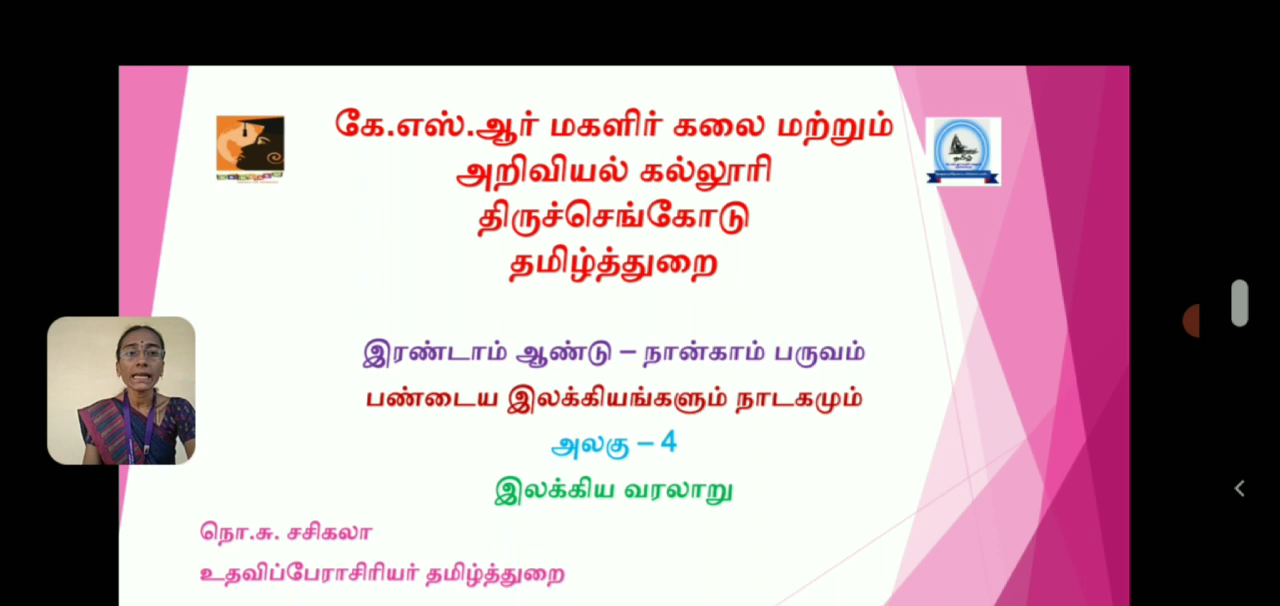 கே.எஸ்.ஆர் மகளிர் கலை மற்றும்
அறிவியல் கல்லூரி
திருச்செங்கோடு
தமிழ்த்துறை
இரண்டாம் ஆண்டு – நான்காம் பருவம்
பண்டைய இலக்கியங்களும் நாடகமும்
அலகு – 4
இலக்கிய வரலாறு
நொ.சு. சசிகலா
உதவிப்பேராசிரியர் தமிழ்த்துறை
தமிழ்